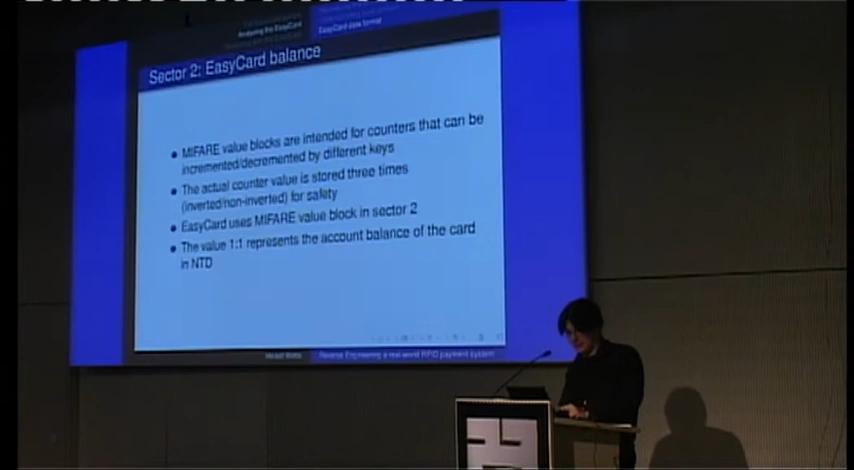 Analyzing the EasyCard
EasyCard data format
Sector 2: EasyCard balance
MIFARE value blocks are intended for counters that can be
incremented/decremented by different keys
The actual counter value is stored three times
(inverted/non-inverted) for safety
EasyCard uses MIFARE value block in sector 2
The value 1:1 represents the account balance of the card
in NTD
Reverse Engineering a real-world RFID payment system